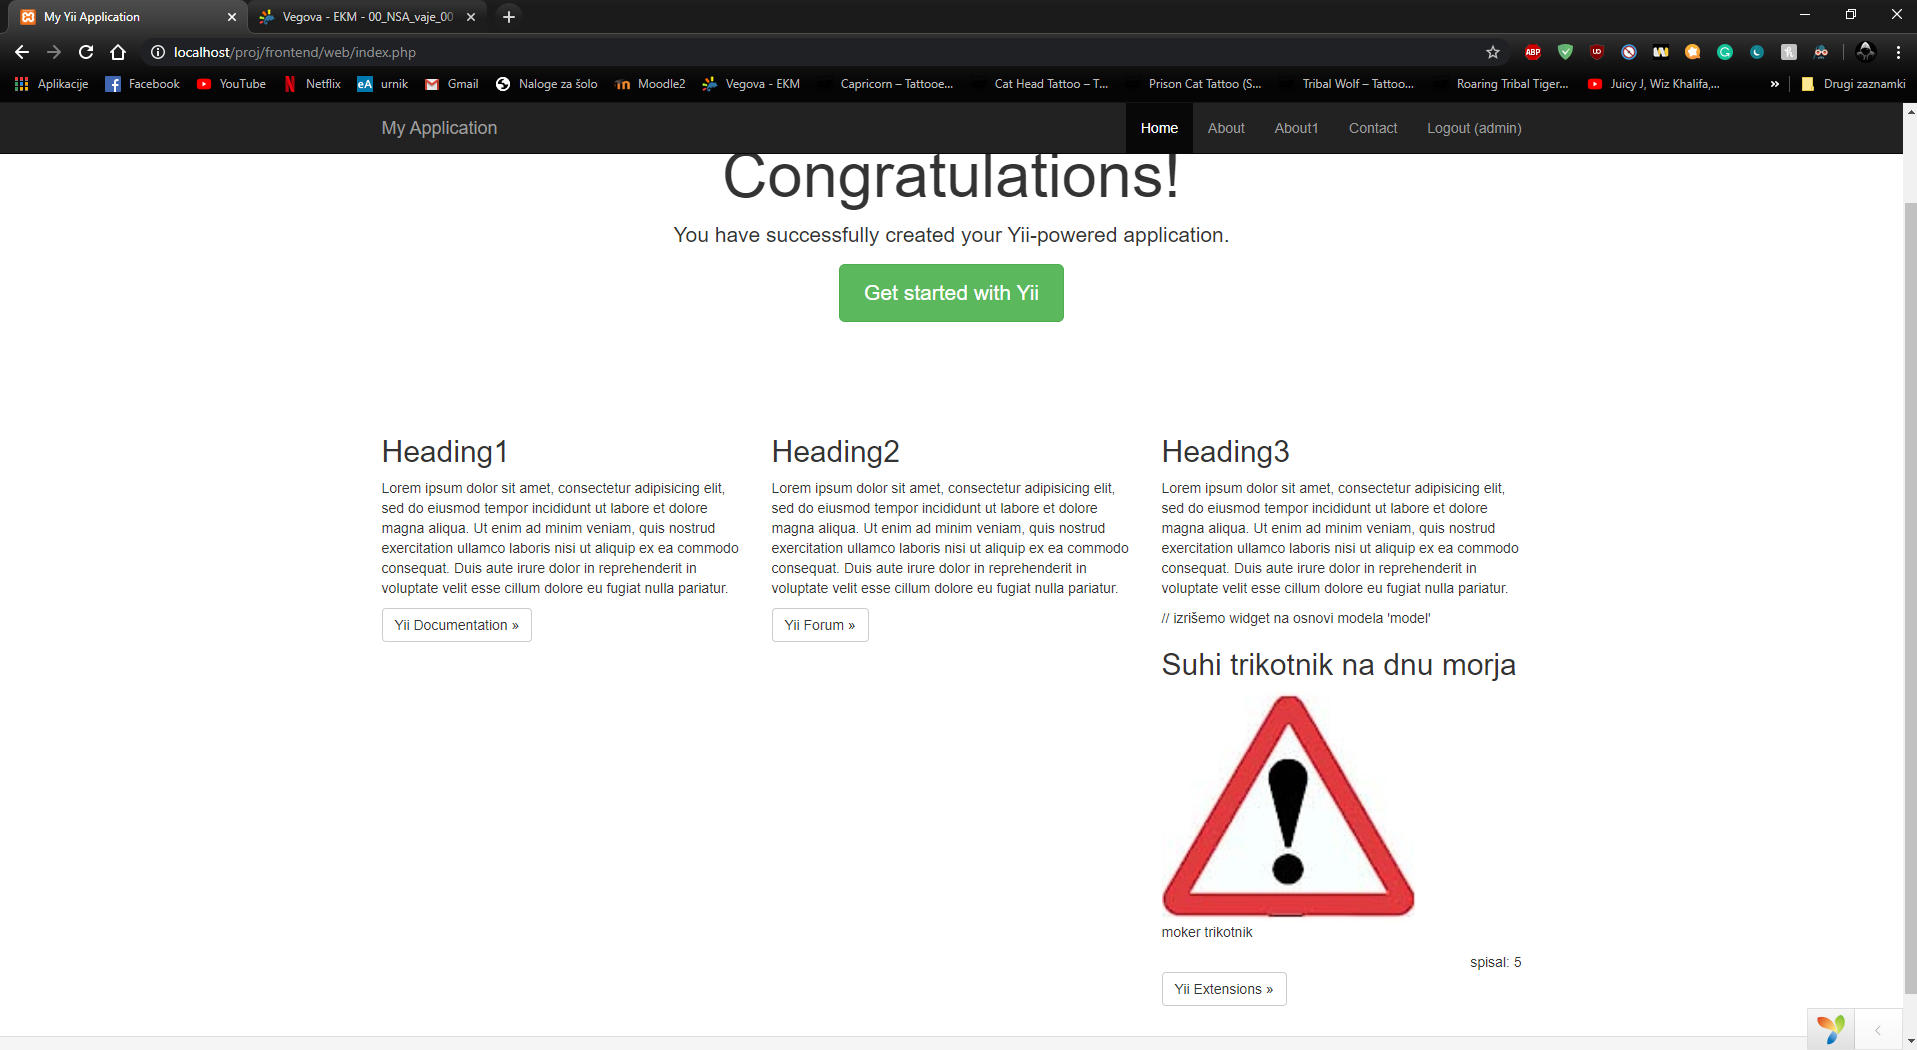 My Yii Application
Vegova - EKM - 00_NSA_vaje_00
localhost/proj/frontend/web/index.php
ABP
Aplikacije
Facebook
YouTube
Netflix
eA urnik
Gmail
Naloge za šolo
Moodle2
Vegova - EKM
Capricorn – Tattooe...
Cat Head Tattoo – T...
Prison Cat Tattoo (S...
Tribal Wolf – Tattoo...
Roaring Tribal Tiger...
Juicy J, Wiz Khalifa,...
»
Drugi zaznamki
My Application
Home
About
About1
Contact
Logout (admin)
Congratulations!
You have successfully created your Yii-powered application.
Get started with Yii
Heading1
Lorem ipsum dolor sit amet, consectetur adipisicing elit,
sed do eiusmod tempor incididunt ut labore et dolore
magna aliqua. Ut enim ad minim veniam, quis nostrud
exercitation ullamco laboris nisi ut aliquip ex ea commodo
consequat. Duis aute irure dolor in reprehenderit in
voluptate velit esse cillum dolore eu fugiat nulla pariatur.
Yii Documentation »
Heading2
Lorem ipsum dolor sit amet, consectetur adipisicing elit,
sed do eiusmod tempor incididunt ut labore et dolore
magna aliqua. Ut enim ad minim veniam, quis nostrud
exercitation ullamco laboris nisi ut aliquip ex ea commodo
consequat. Duis aute irure dolor in reprehenderit in
voluptate velit esse cillum dolore eu fugiat nulla pariatur.
Yii Forum »
Heading3
Lorem ipsum dolor sit amet, consectetur adipisicing elit,
sed do eiusmod tempor incididunt ut labore et dolore
magna aliqua. Ut enim ad minim veniam, quis nostrud
exercitation ullamco laboris nisi ut aliquip ex ea commodo
consequat. Duis aute irure dolor in reprehenderit in
voluptate velit esse cillum dolore eu fugiat nulla pariatur.
// izrišemo widget na osnovi modela 'model'
Suhi trikotnik na dnu morja
!
moker trikotnik
spisal: 5
Yii Extensions »